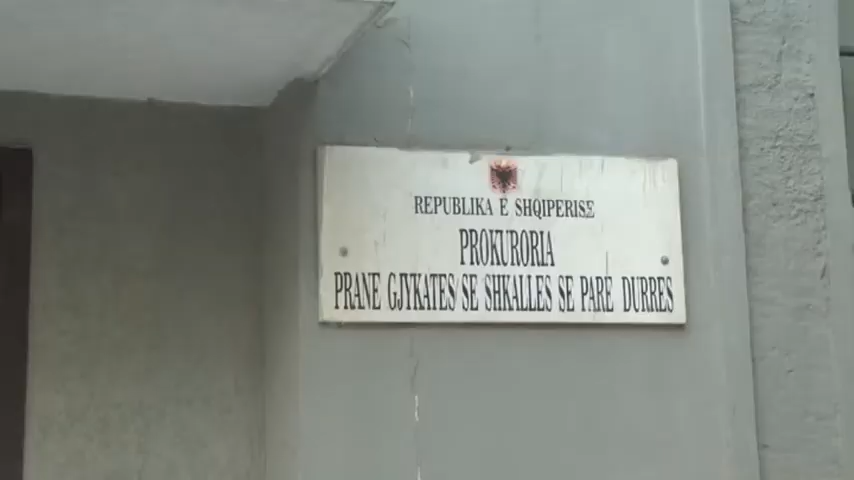 REPUBLIKA E SHQIPERISE
PROKURORIA
PRANE GJYKATES SE SHKALLES SE PARE DURRES